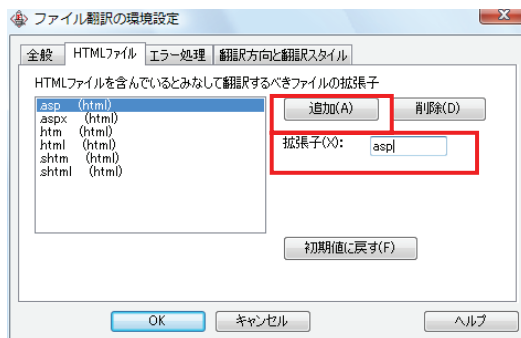 ファイル翻訳の環境設定
全般 HTMLファイル エラー処理 翻訳方向と翻訳スタイル
HTMLファイルを含んでいるとみなして翻訳するべきファイルの拡張子
.asp (html)
.aspx (html)
.htm (html)
.html (html)
.shtm (html)
.shtml (html)
追加(A) 削除(D)
拡張子(X): asp
初期値に戻す(F)
OK キャンセル ヘルプ